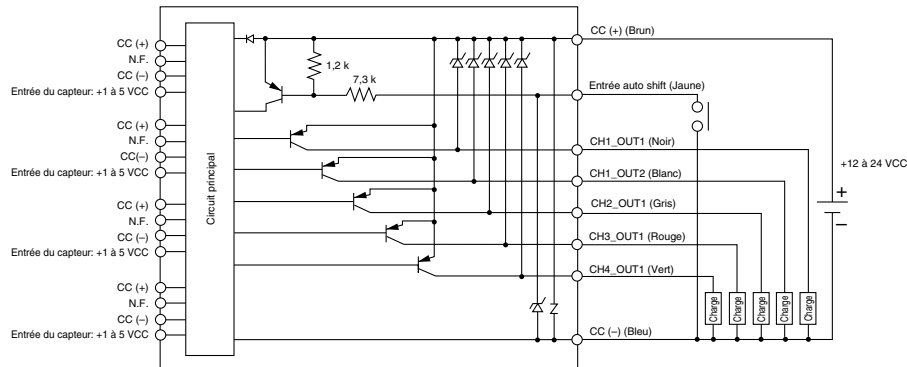 CC (+)
N.F.
CC (–)
Entrée du capteur: +1 à 5 VCC
CC (+)
N.F.
CC(–)
Entrée du capteur: +1 à 5 VCC
CC (+)
N.F.
CC (–)
Entrée du capteur: +1 à 5 VCC
CC (+)
N.F.
CC (–)
Entrée du capteur: +1 à 5 VCC
Circuit principal
1,2 k
7,3 k
CC (+) (Brun)
Entrée auto shift (Jaune)
CH1_OUT1 (Noir)
CH1_OUT2 (Blanc)
CH2_OUT1 (Gris)
CH3_OUT1 (Rouge)
CH4_OUT1 (Vert)
CC (–) (Bleu)
Charge
Charge
Charge
Charge
Charge
+12 à 24 VCC
+
–